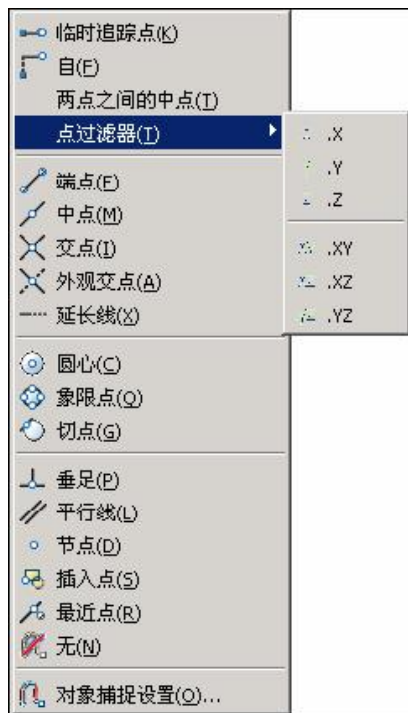 临时追踪点(K)
自(F)
两点之间的中点(T)
点过滤器(T)
.X
.Y
.Z
.XY
.XZ
.YZ
端点(E)
中点(M)
交点(I)
外观交点(A)
延长线(X)
圆心(C)
象限点(Q)
切点(G)
垂足(P)
平行线(L)
节点(D)
插入点(S)
最近点(R)
无(N)
对象捕捉设置(O)...